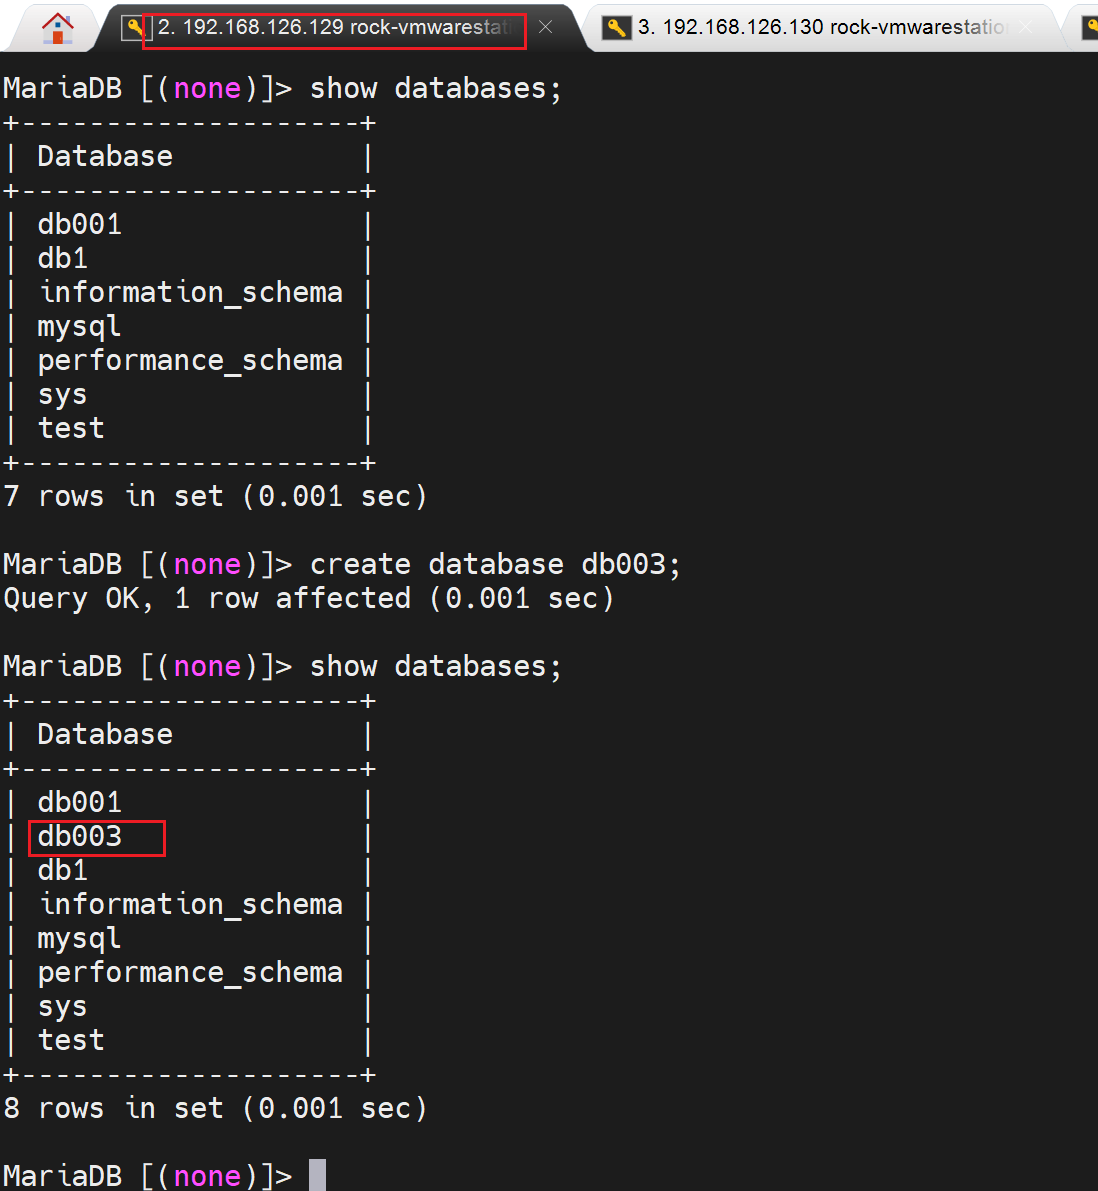 2. 192.168.126.129 rock-vmwarestati
3. 192.168.126.130 rock-vmwarestatio
MariaDB [(none)]> show databases;
+--------------------+
| Database           |
+--------------------+
| db001              |
| db1                |
| information_schema |
| mysql              |
| performance_schema |
| sys                |
| test               |
+--------------------+
7 rows in set (0.001 sec)
MariaDB [(none)]> create database db003;
Query OK, 1 row affected (0.001 sec)
MariaDB [(none)]> show databases;
+--------------------+
| Database           |
+--------------------+
| db001              |
| db003              |
| db1                |
| information_schema |
| mysql              |
| performance_schema |
| sys                |
| test               |
+--------------------+
8 rows in set (0.001 sec)
MariaDB [(none)]>